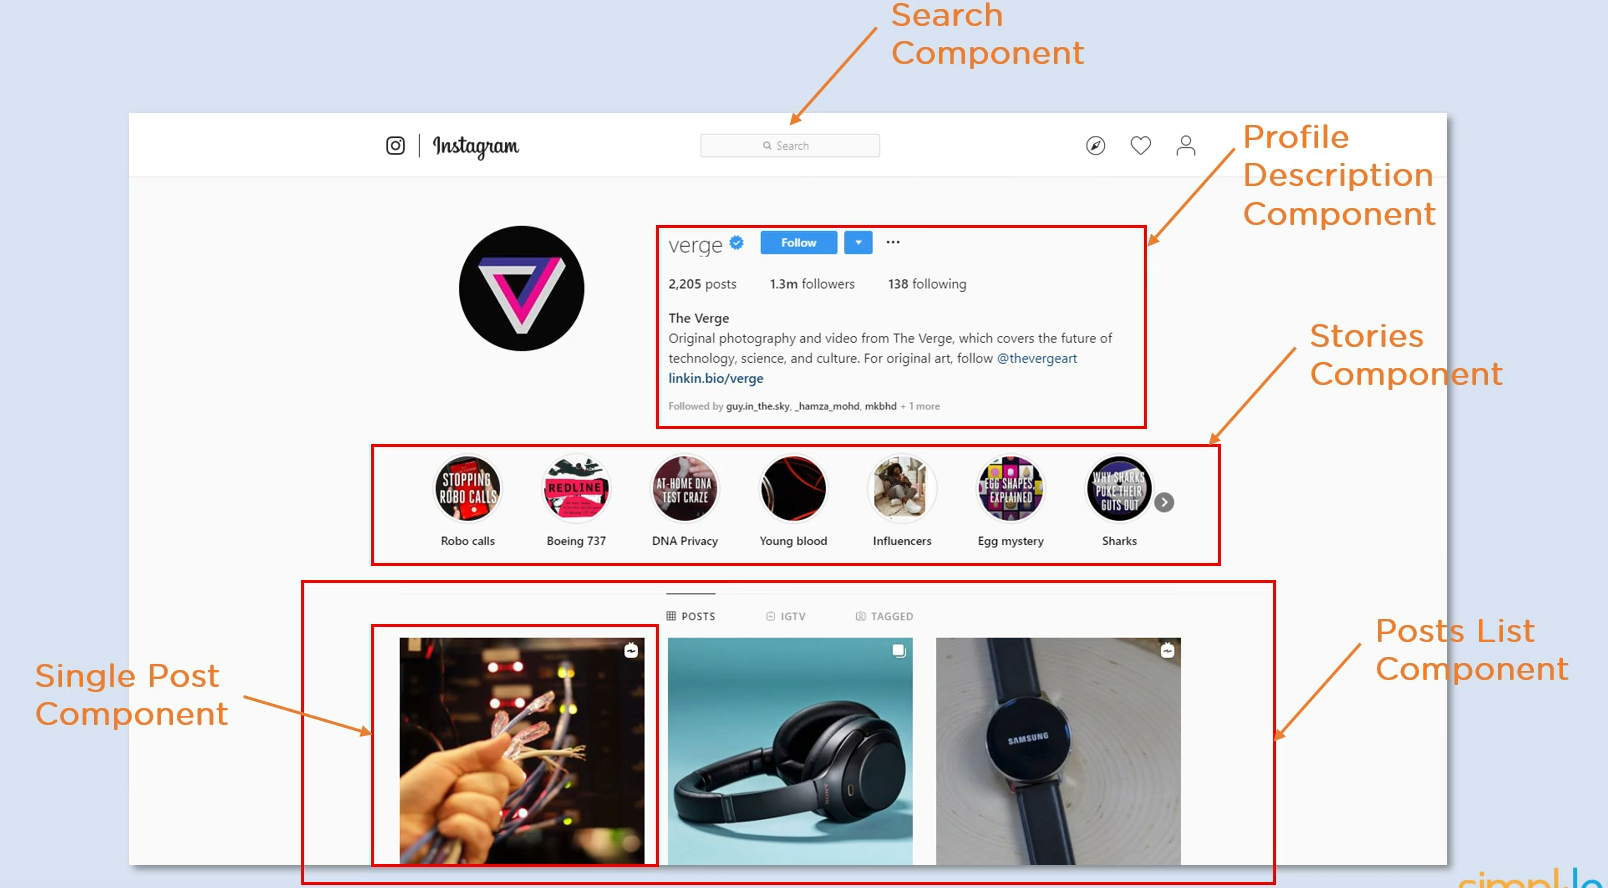 Search
Component
Instagram
Search
Profile
Description
Component
verge
Follow
2,205 posts 1.3m followers 138 following
The Verge
Original photography and video from The Verge, which covers the future of
technology, science, and culture. For original art, follow @thevergeart
linkin.bio/verge
Followed by guy.in_the.sky, _hamza_mohd, mkbhd + 1 more
Stories
Component
STOPPING
ROBO CALLS
REDLINE
AT-HOME DNA
TEST CRAZE
EGG SHAPES,
EXPLAINED
WHY SHARKS
PUKE THEIR
GUTS OUT
Robo calls Boeing 737 DNA Privacy Young blood Influencers Egg mystery Sharks
POSTS IGTV TAGGED
Single Post
Component
Posts List
Component
SONY
SAMSUNG